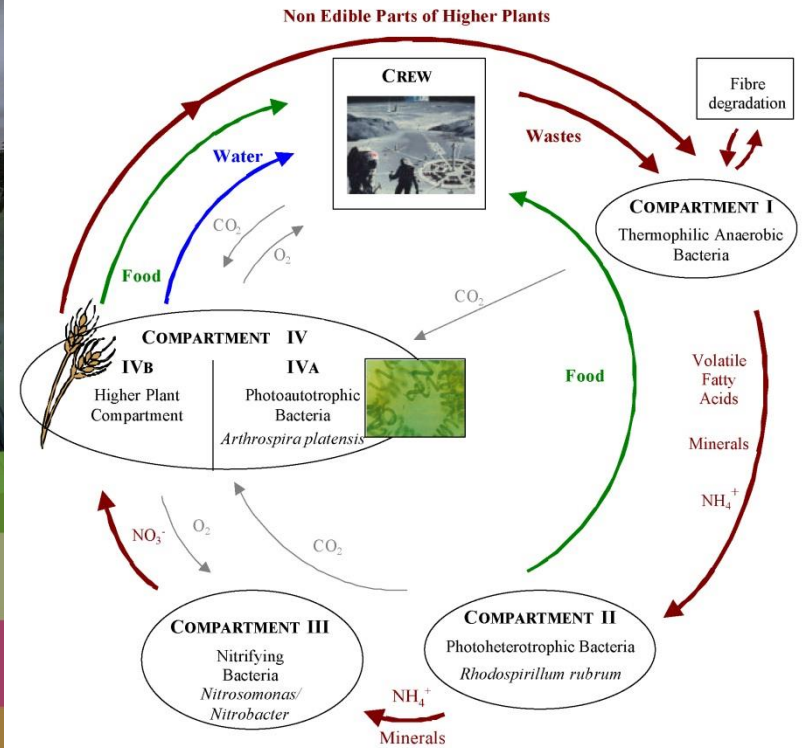 Non Edible Parts of Higher Plants
CREW
Fibre
degradation
Wastes
Water
COMPARTMENT I
Thermophilic Anaerobic
Bacteria
CO₂
O₂
Food
CO₂
COMPARTMENT IV
IVB
Higher Plant
Compartment
IVA
Photoautotrophic
Bacteria
Arthrospira platensis
Food
Volatile
Fatty
Acids
Minerals
NH₄⁺
NO₃⁻
O₂
CO₂
COMPARTMENT III
Nitrifying
Bacteria
Nitrosomonas/
Nitrobacter
COMPARTMENT II
Photoheterotrophic Bacteria
Rhodospirillum rubrum
NH₄⁺
Minerals